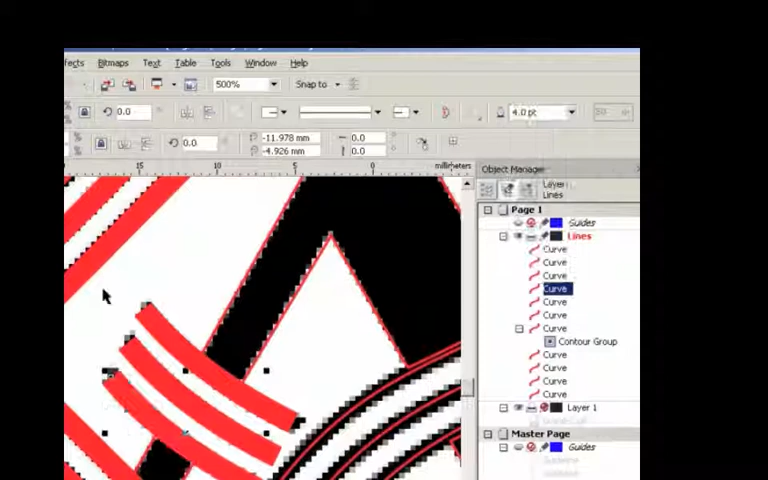 fects Bitmaps Text Table Tools Window Help
500% Snap to
0.0 4.0 pt
0.0 -11.978 mm -4.926 mm 0.0 0.0
15 10 5 0 millimeters
Object Manager
Layer:
Lines
Page 1
Guides
Lines
Curve
Curve
Curve
Curve
Curve
Curve
Curve
Contour Group
Curve
Curve
Curve
Curve
Layer 1
Master Page
Guides